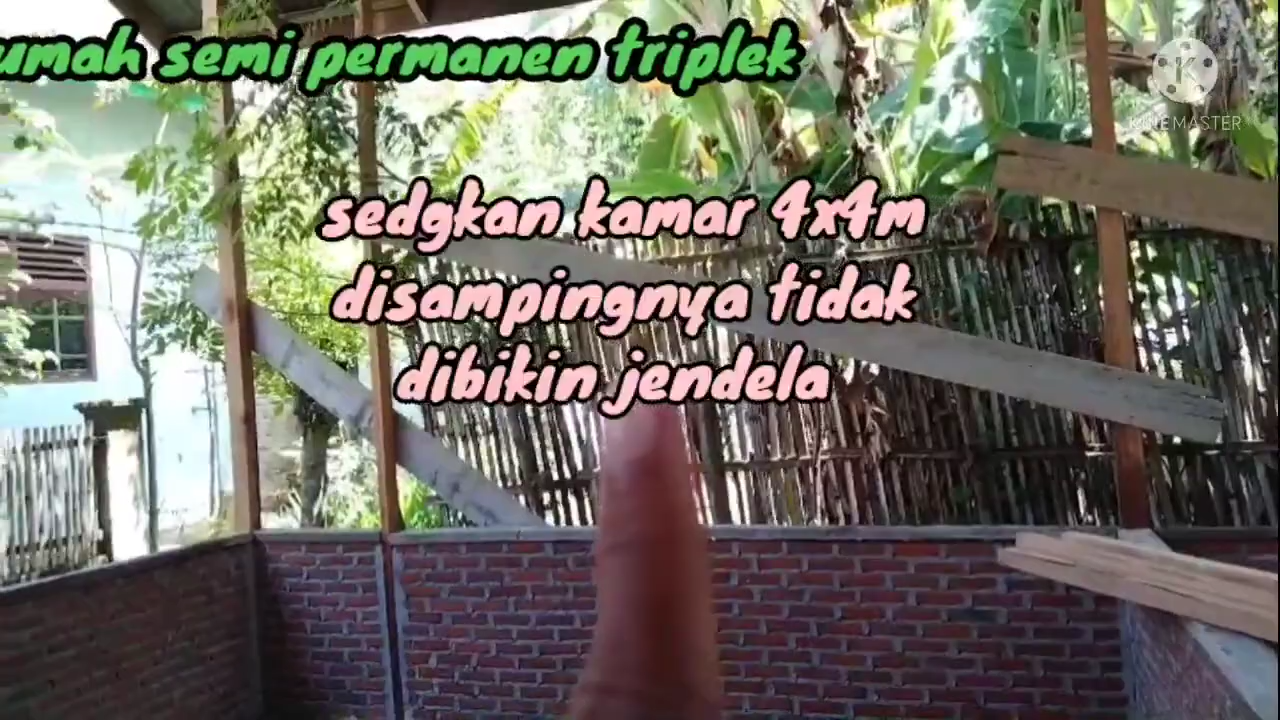 umah semi permanen triplek
KINEMASTER
sedgkan kamar 4x4m
disampingnya tidak
dibikin jendela